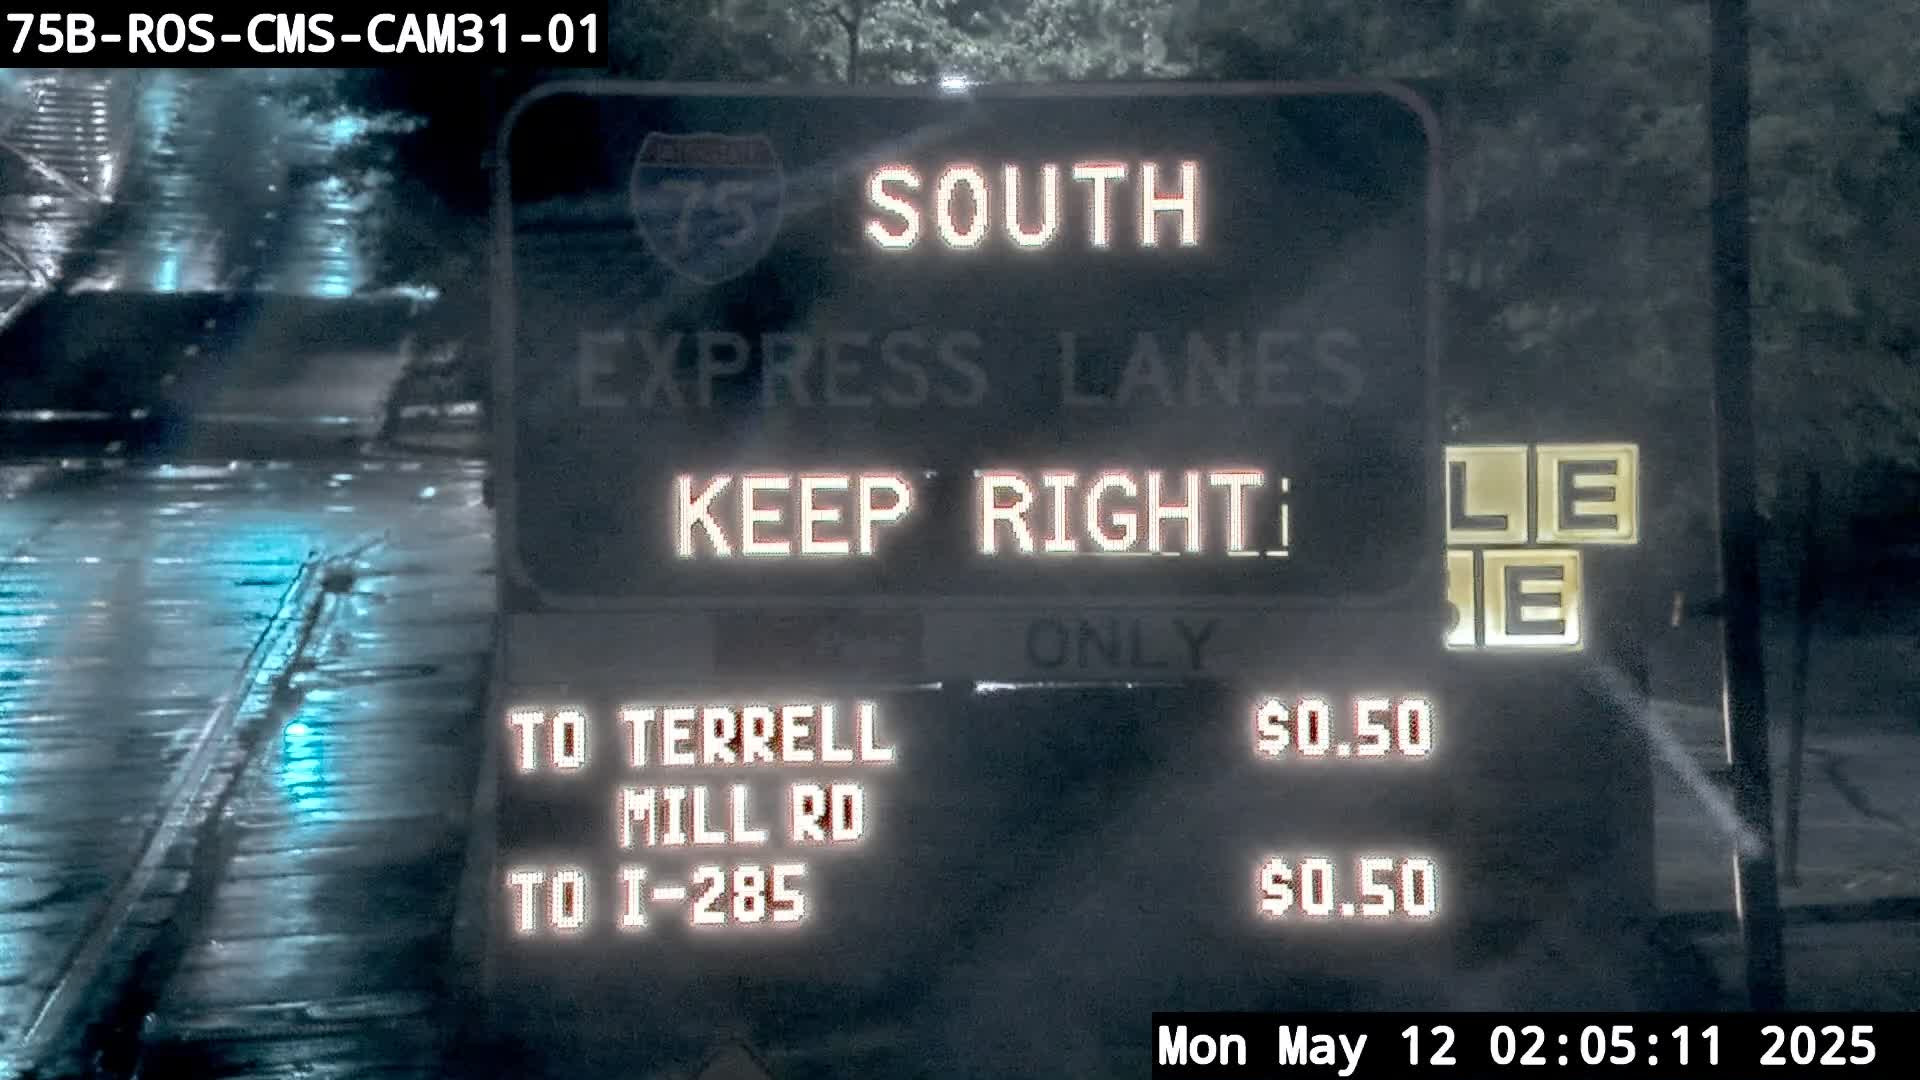 75B-ROS-CMS-CAM31-01
75 SOUTH
EXPRESS LANES
KEEP RIGHT
LE
E
ONLY
TO TERRELL $0.50
MILL RD
TO I-285 $0.50
Mon May 12 02:05:11 2025